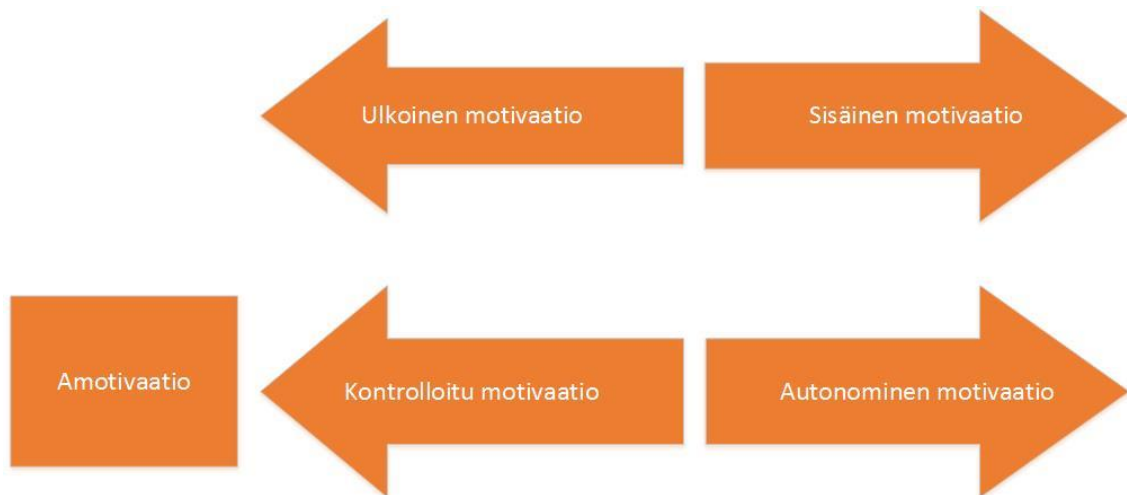 Ulkoinen motivaatio
Sisäinen motivaatio
Amotivaatio
Kontrolloitu motivaatio
Autonominen motivaatio